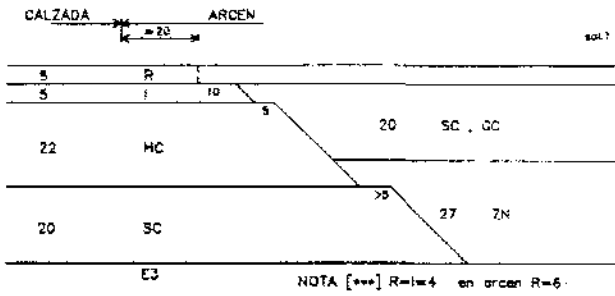 CALZADA ARCEN
≈20
5 R
5 I 10
5
20 SC . GC
22 HC
>5
27 ZN
20 SC
E3
NOTA [***] R=I=4 en arcen R=6